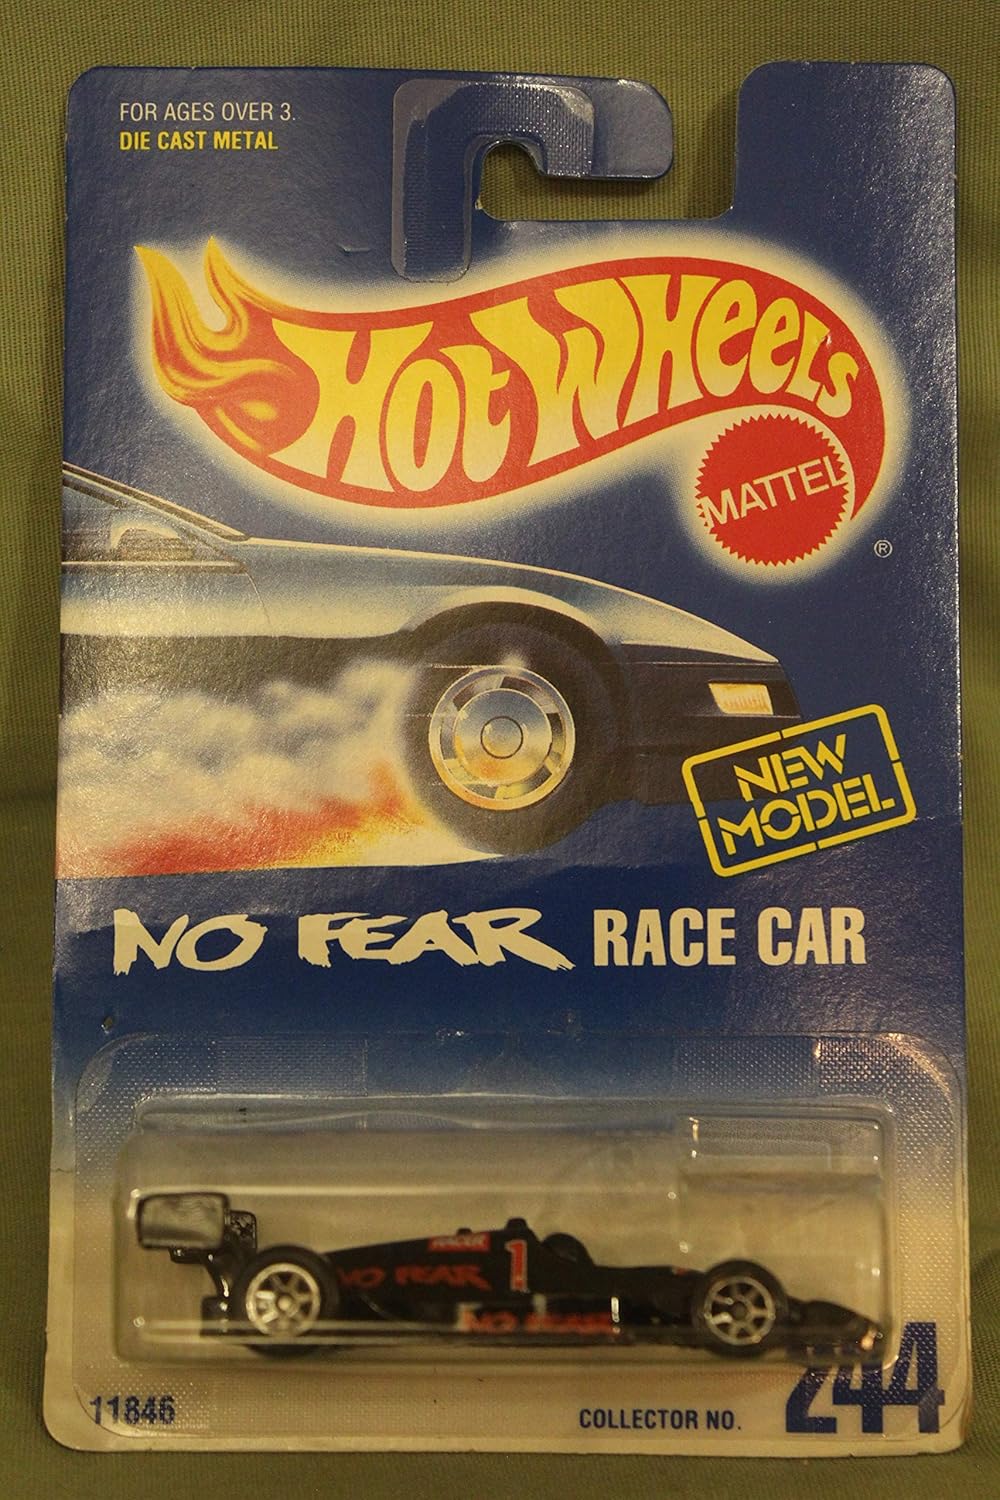 FOR AGES OVER 3.
DIE CAST METAL
HOT WHEELS
MATTEL
®
NEW
MODEL
NO FEAR RACE CAR
RACER
1
NO FEAR
NO FEAR
11846
COLLECTOR NO. 244